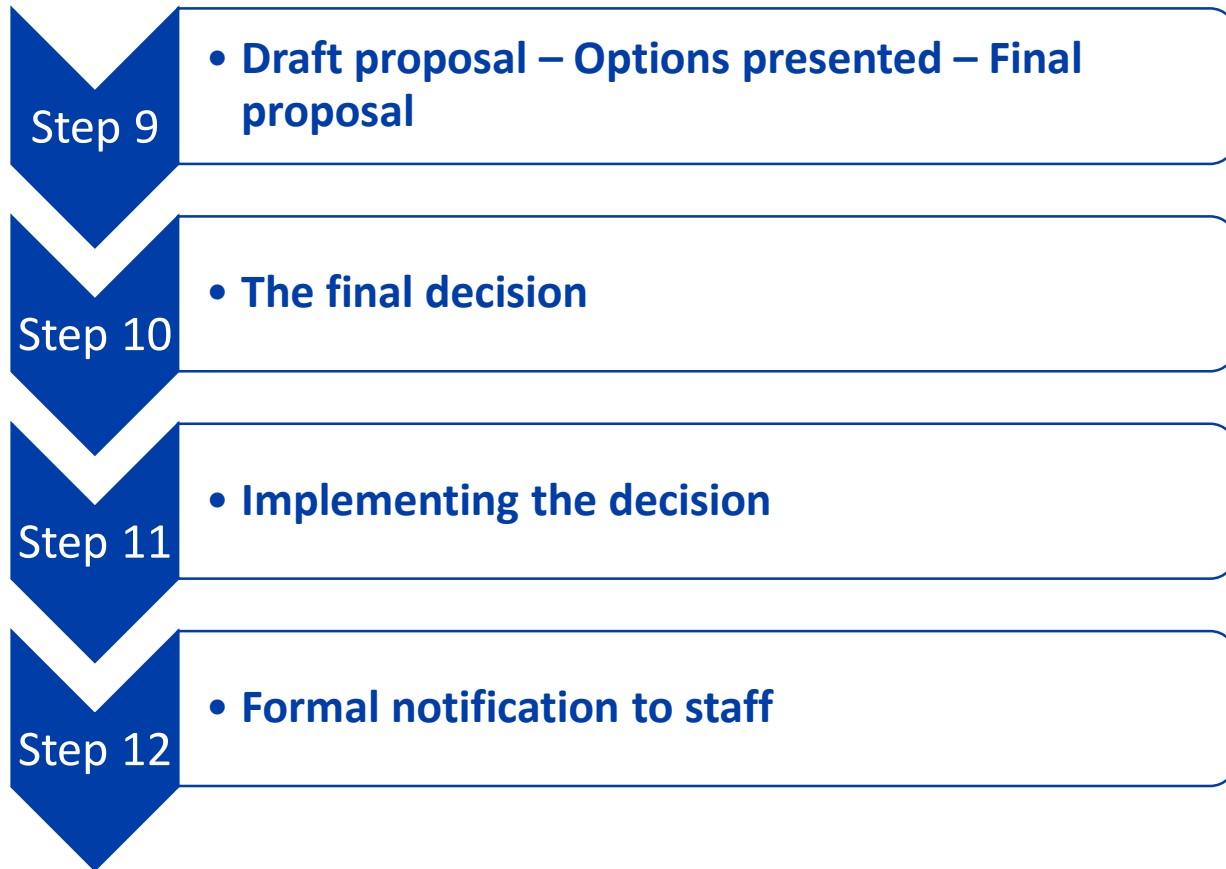 Step 9
• Draft proposal – Options presented – Final
proposal
Step 10
• The final decision
Step 11
• Implementing the decision
Step 12
• Formal notification to staff